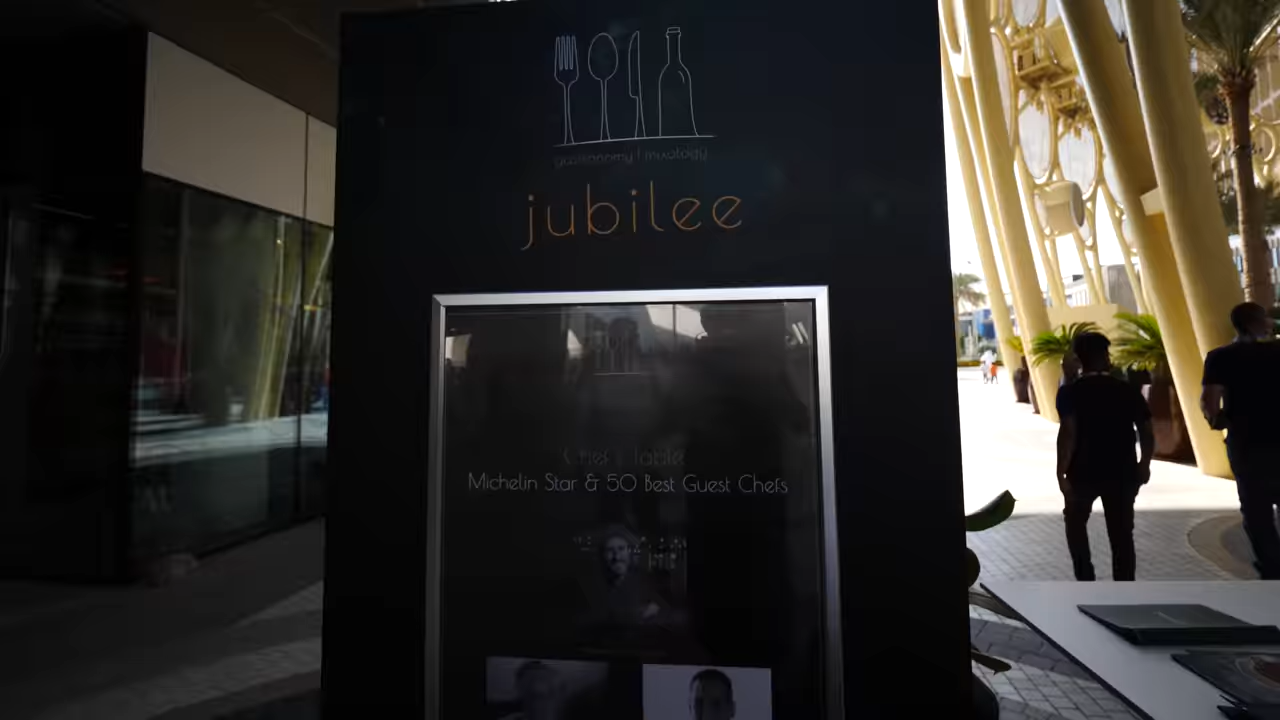 gastronomy | mixology
jubilee
Chef's Table
Michelin Star & 50 Best Guest Chefs